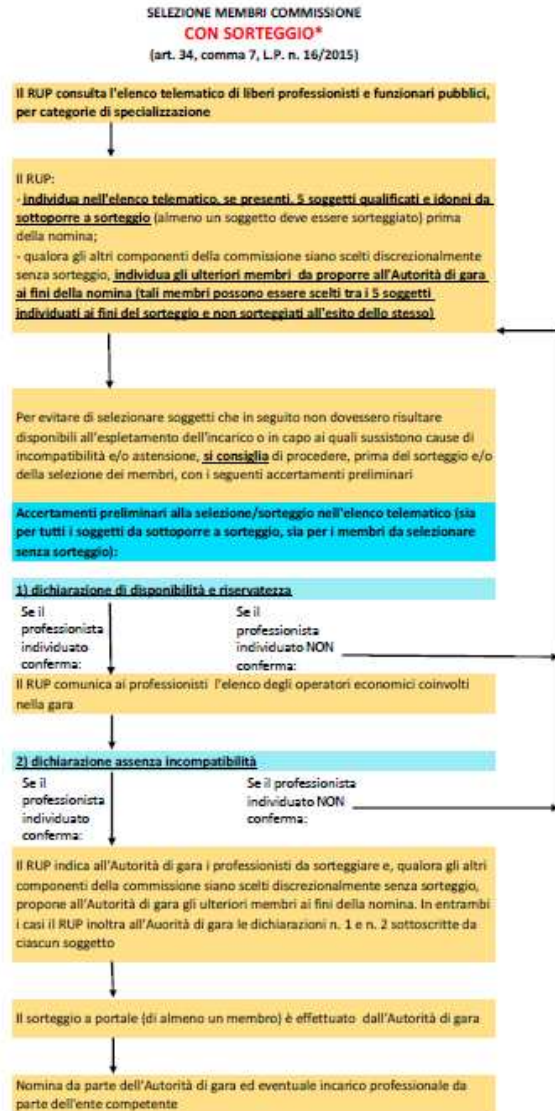 SELEZIONE MEMBRI COMMISSIONE
CON SORTEGGIO*
(art. 34, comma 7, L.P. n. 16/2015)
Il RUP consulta l'elenco telematico di liberi professionisti e funzionari pubblici,
per categorie di specializzazione
Il RUP:
- individua nell'elenco telematico, se presenti, 5 soggetti qualificati e idonei da
sottoporre a sorteggio (almeno un soggetto deve essere sorteggiato) prima
della nomina;
- qualora gli altri componenti della commissione siano scelti discrezionalmente
senza sorteggio, individua gli ulteriori membri da proporre all'Autorità di gara
ai fini della nomina (tali membri possono essere scelti tra i 5 soggetti
individuati ai fini del sorteggio e non sorteggiati all'esito dello stesso)
Per evitare di selezionare soggetti che in seguito non dovessero risultare
disponibili all'espletamento dell'incarico o in capo ai quali sussistono cause di
incompatibilità e/o astensione, si consiglia di procedere, prima del sorteggio e/o
della selezione dei membri, con i seguenti accertamenti preliminari
Accertamenti preliminari alla selezione/sorteggio nell'elenco telematico (sia
per tutti i soggetti da sottoporre a sorteggio, sia per i membri da selezionare
senza sorteggio):
1) dichiarazione di disponibilità e riservatezza
Se il
professionista
individuato
conferma:
Se il
professionista
individuato NON
conferma:
Il RUP comunica ai professionisti l'elenco degli operatori economici coinvolti
nella gara
2) dichiarazione assenza incompatibilità
Se il
professionista
individuato
conferma:
Se il professionista
individuato NON
conferma:
Il RUP indica all'Autorità di gara i professionisti da sorteggiare e, qualora gli altri
componenti della commissione siano scelti discrezionalmente senza sorteggio,
propone all'Autorità di gara gli ulteriori membri ai fini della nomina. In entrambi
i casi il RUP inoltra all'Auorità di gara le dichiarazioni n. 1 e n. 2 sottoscritte da
ciascun soggetto
Il sorteggio a portale (di almeno un membro) è effettuato dall'Autorità di gara
Nomina da parte dell'Autorità di gara ed eventuale incarico professionale da
parte dell'ente competente